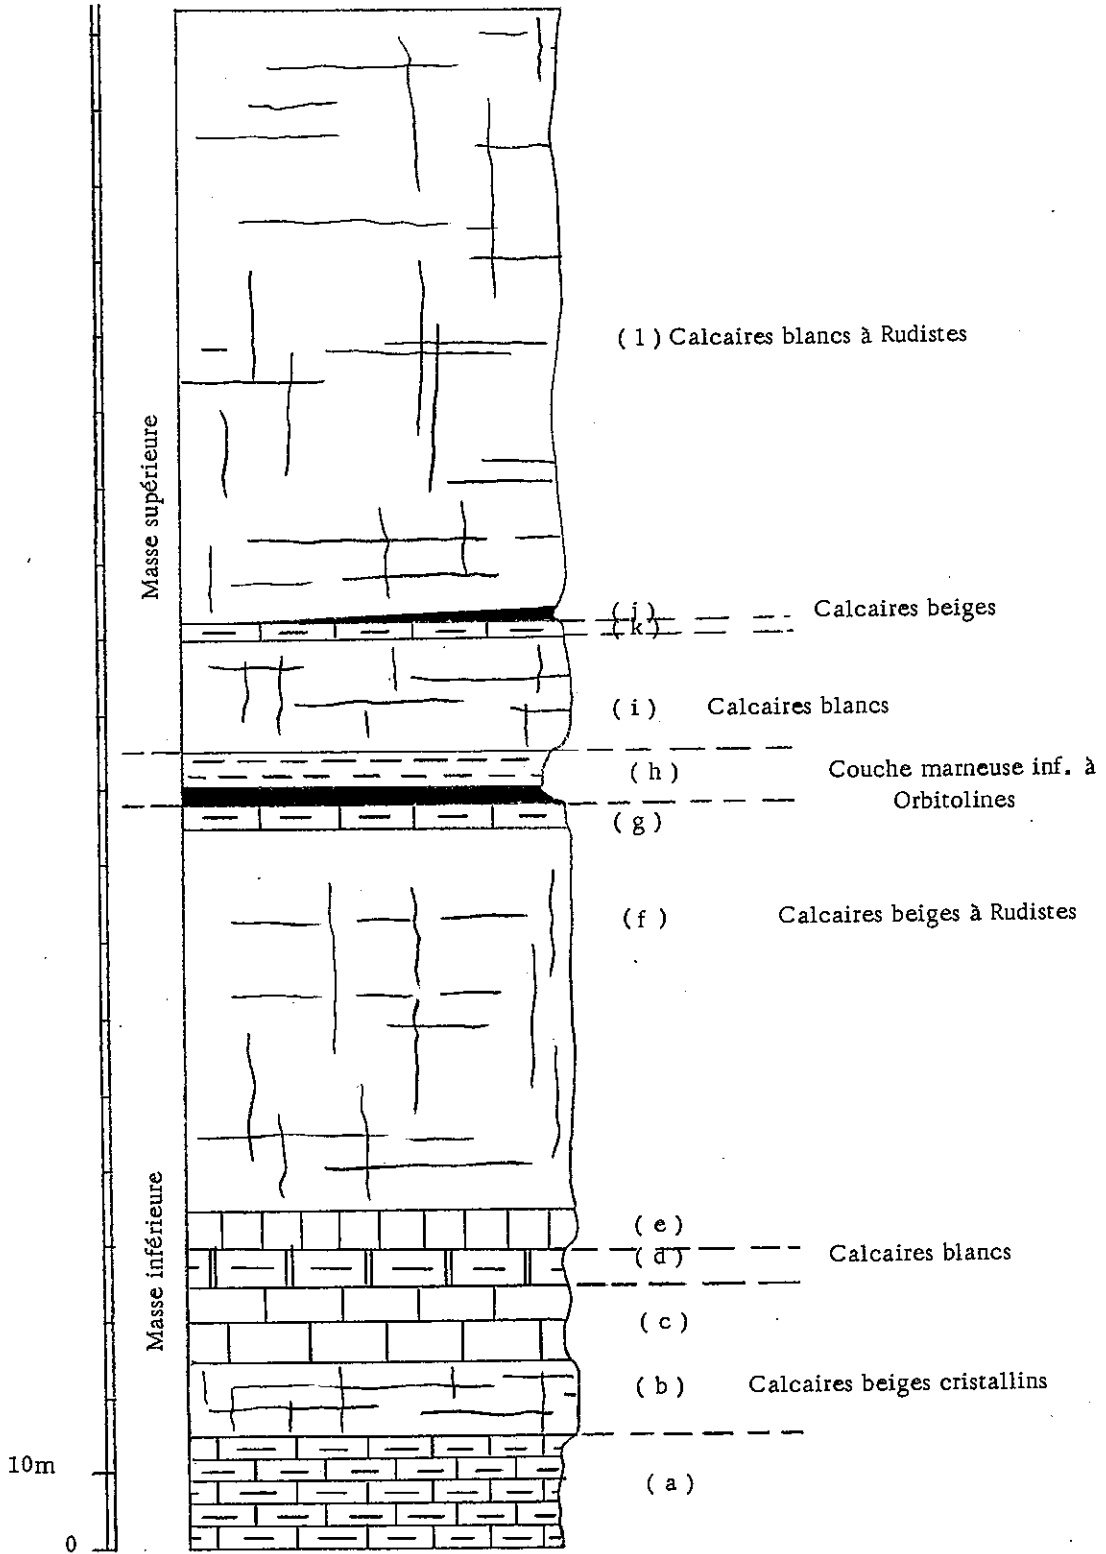 ( l ) Calcaires blancs à Rudistes
Masse supérieure
( j )
Calcaires beiges
( k )
( i ) Calcaires blancs
( h )
Couche marneuse inf. à
Orbitolines
( g )
( f ) Calcaires beiges à Rudistes
Masse inférieure
( e )
( d )
Calcaires blancs
( c )
( b ) Calcaires beiges cristallins
10m
( a )
0